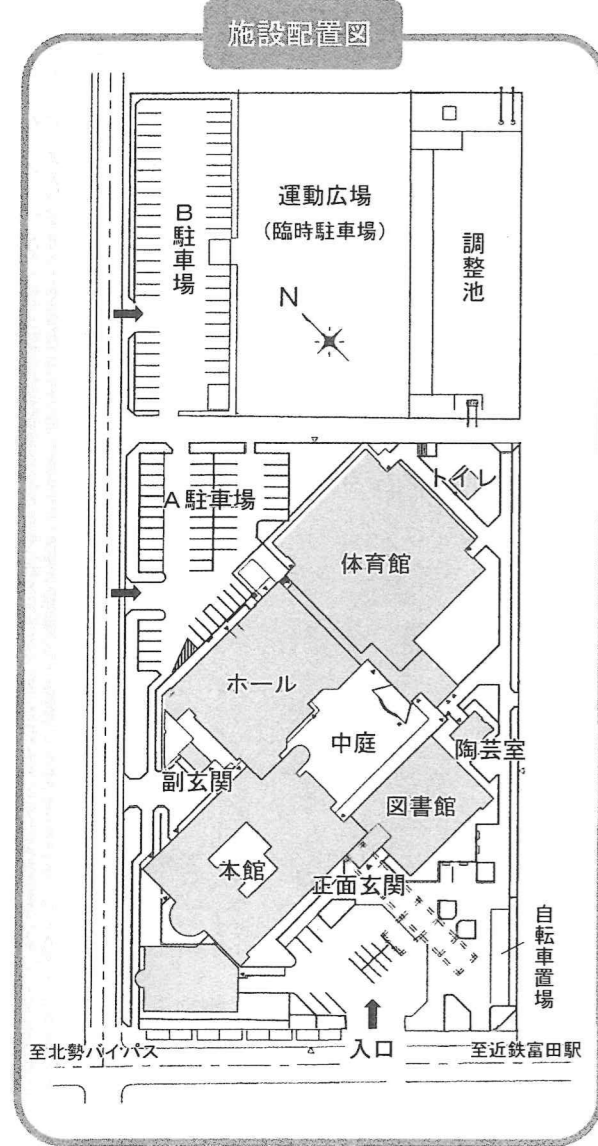 施設配置図
B駐車場
運動広場
(臨時駐車場)
調整池
N
A駐車場
トイレ
体育館
ホール
中庭
陶芸室
副玄関
図書館
本館
正面玄関
自転車置場
至北勢バイパス
入口
至近鉄富田駅